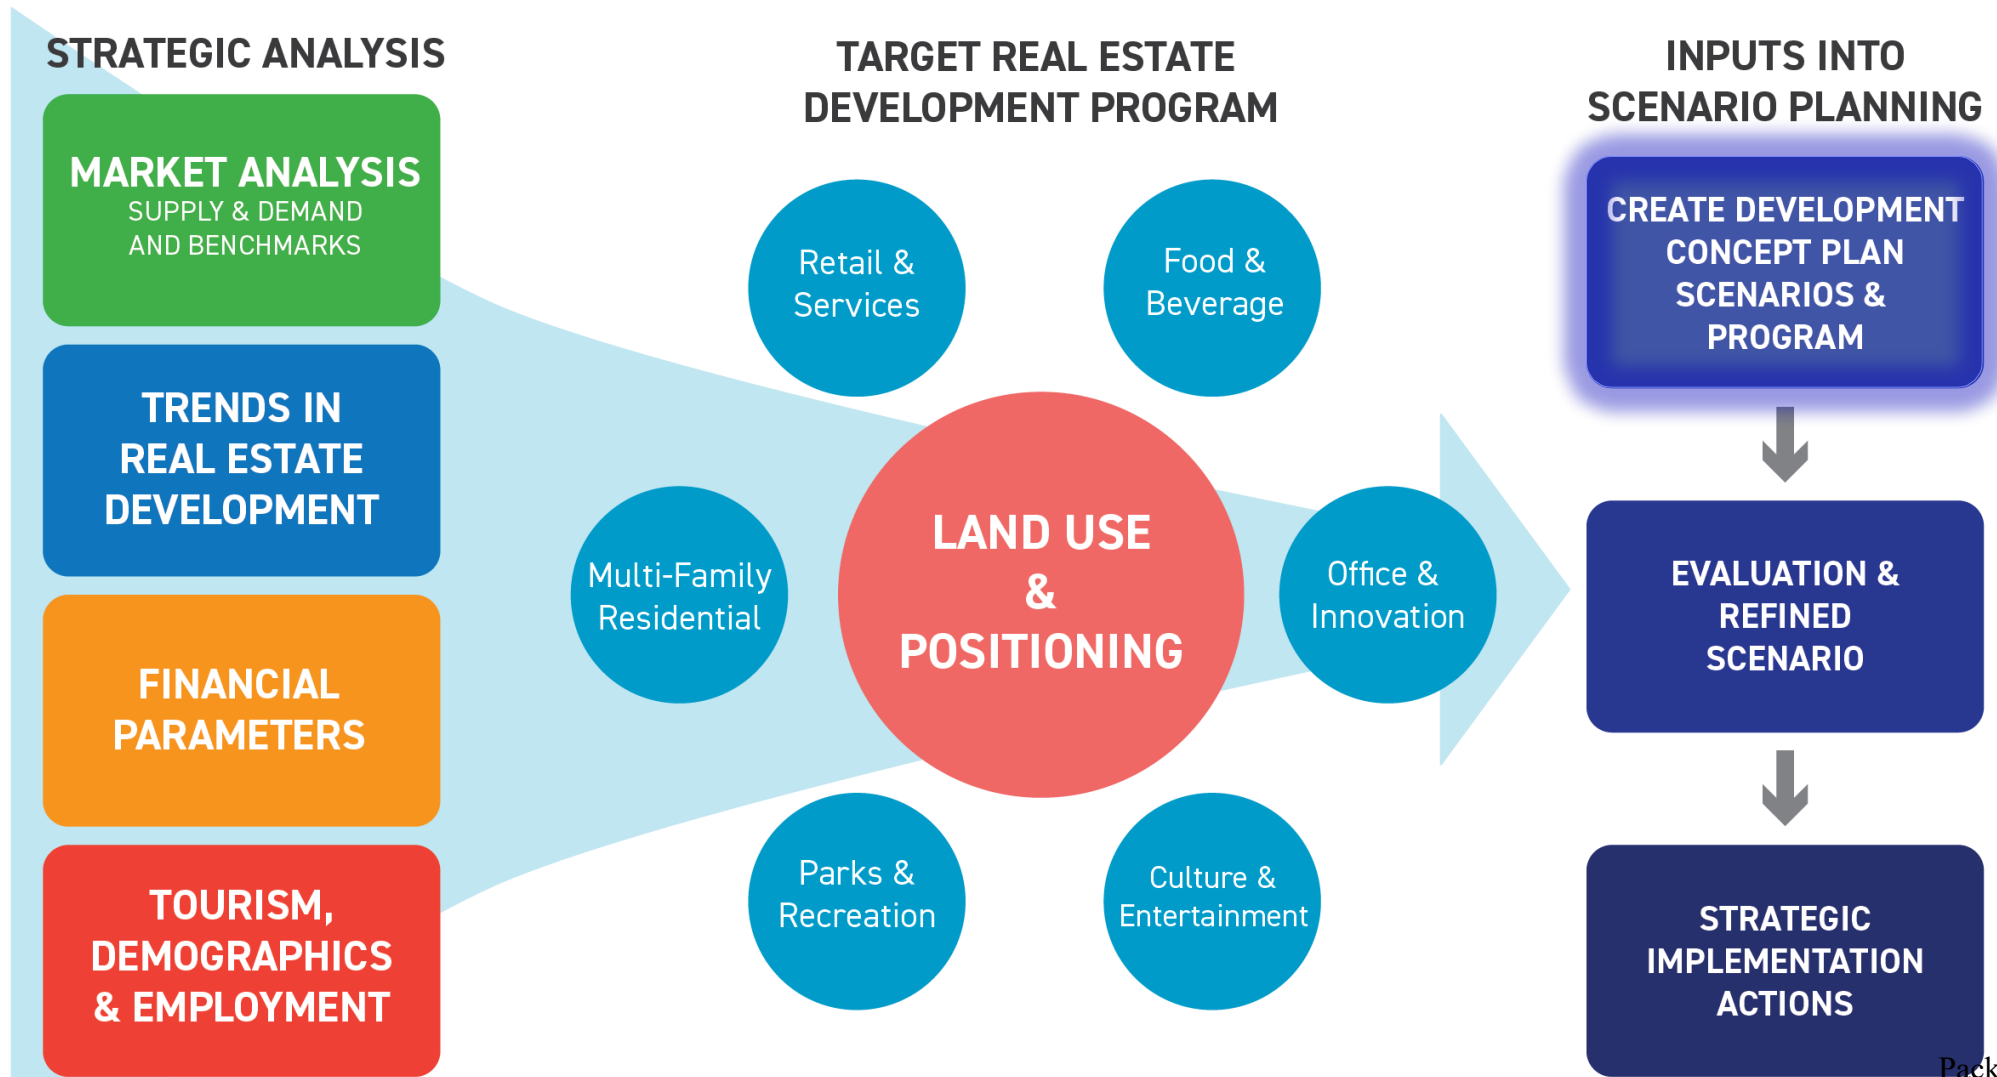 STRATEGIC ANALYSIS
MARKET ANALYSIS
SUPPLY & DEMAND
AND BENCHMARKS
TRENDS IN
REAL ESTATE
DEVELOPMENT
FINANCIAL
PARAMETERS
TOURISM,
DEMOGRAPHICS
& EMPLOYMENT
TARGET REAL ESTATE
DEVELOPMENT PROGRAM
Retail &
Services
Food &
Beverage
Multi-Family
Residential
LAND USE
&
POSITIONING
Office &
Innovation
Parks &
Recreation
Culture &
Entertainment
INPUTS INTO
SCENARIO PLANNING
CREATE DEVELOPMENT
CONCEPT PLAN
SCENARIOS &
PROGRAM
EVALUATION &
REFINED
SCENARIO
STRATEGIC
IMPLEMENTATION
ACTIONS
Pack